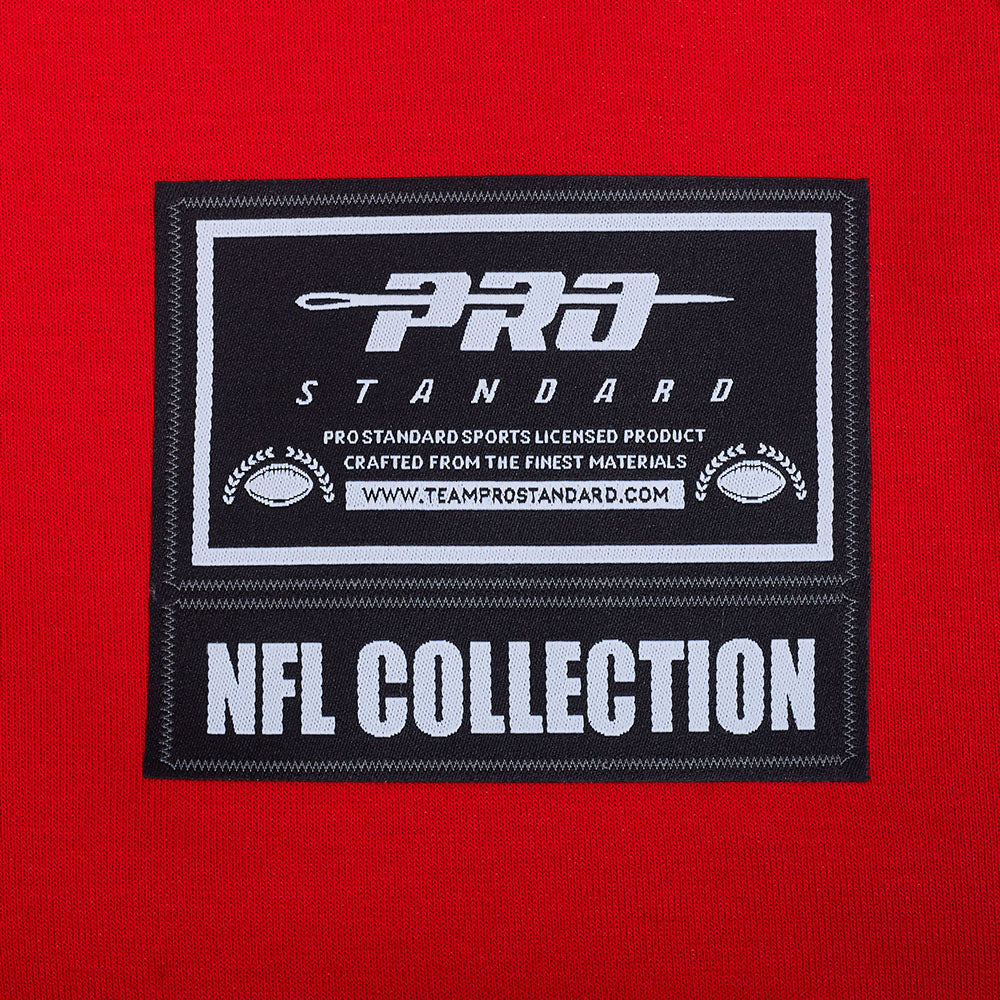 PRO
STANDARD
PRO STANDARD SPORTS LICENSED PRODUCT
CRAFTED FROM THE FINEST MATERIALS
WWW.TEAMPROSTANDARD.COM
NFL COLLECTION